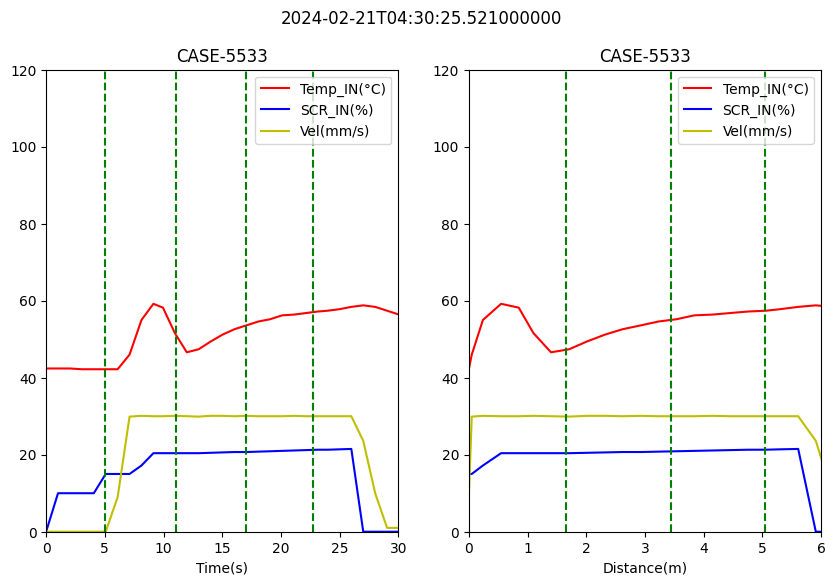 2024-02-21T04:30:25.521000000
CASE-5533
120
100
80
60
40
20
0
0 5 10 15 20 25 30
Time(s)
Temp_IN(°C)
SCR_IN(%)
Vel(mm/s)
CASE-5533
120
100
80
60
40
20
0
0 1 2 3 4 5 6
Distance(m)
Temp_IN(°C)
SCR_IN(%)
Vel(mm/s)